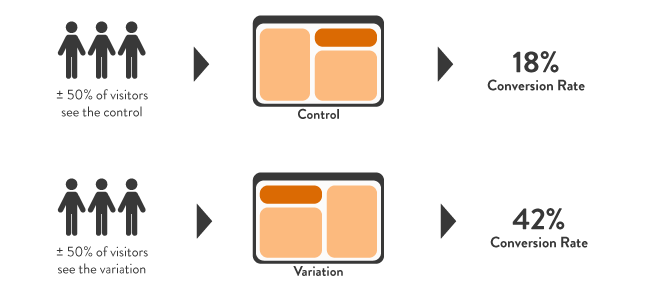 ± 50% of visitors
see the control
Control
18%
Conversion Rate
± 50% of visitors
see the variation
Variation
42%
Conversion Rate